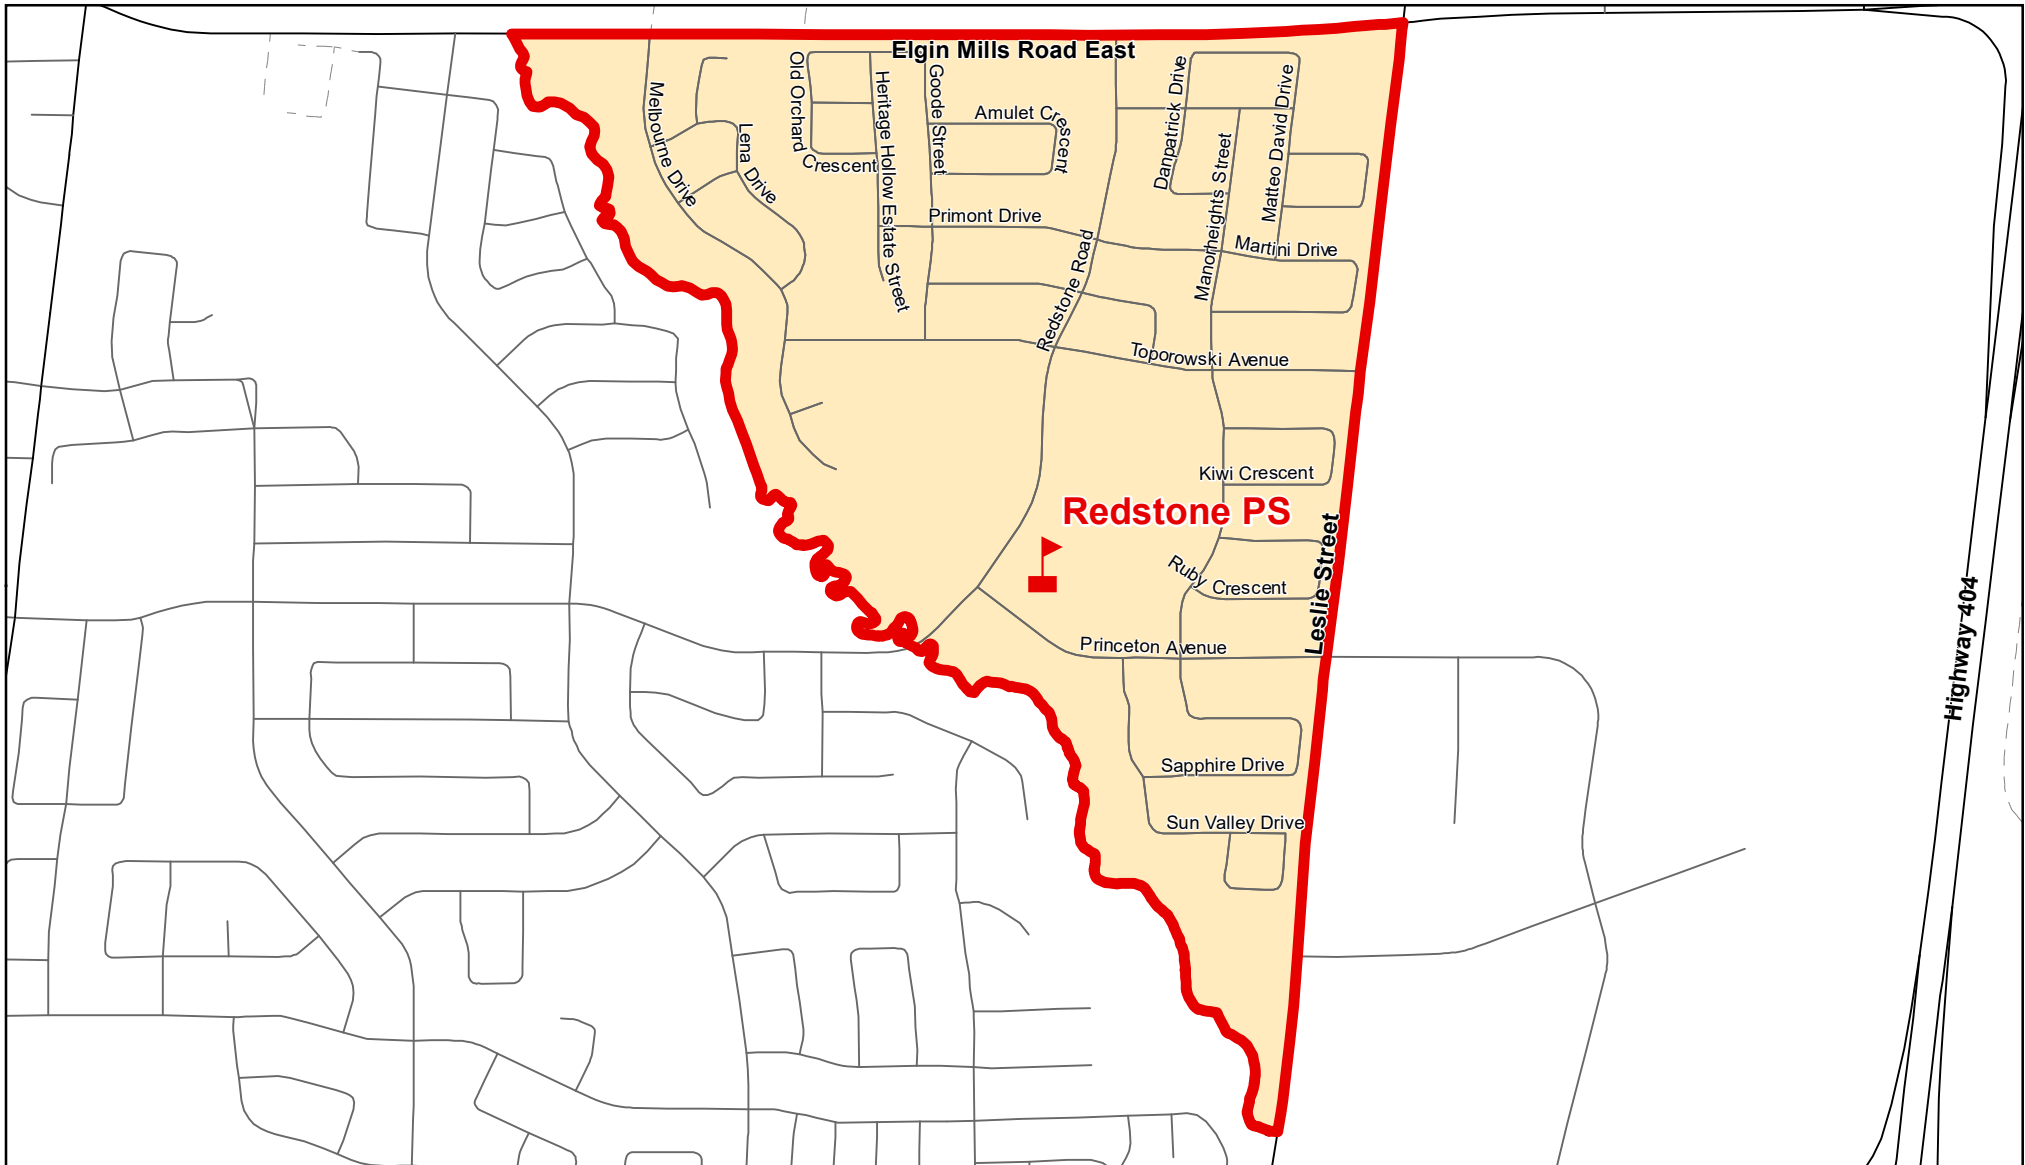 Elgin Mills Road East
Melbourne Drive
Lena Drive
Old Orchard
Crescent
Heritage Hollow Estate Street
Goode Street
Amulet Crescent
Primont Drive
Redstone Road
Danpatrick Drive
Manorheights Street
Matteo David Drive
Martini Drive
Toporowski Avenue
Kiwi Crescent
Redstone PS
Leslie Street
Ruby Crescent
Princeton Avenue
Highway 404
Sapphire Drive
Sun Valley Drive